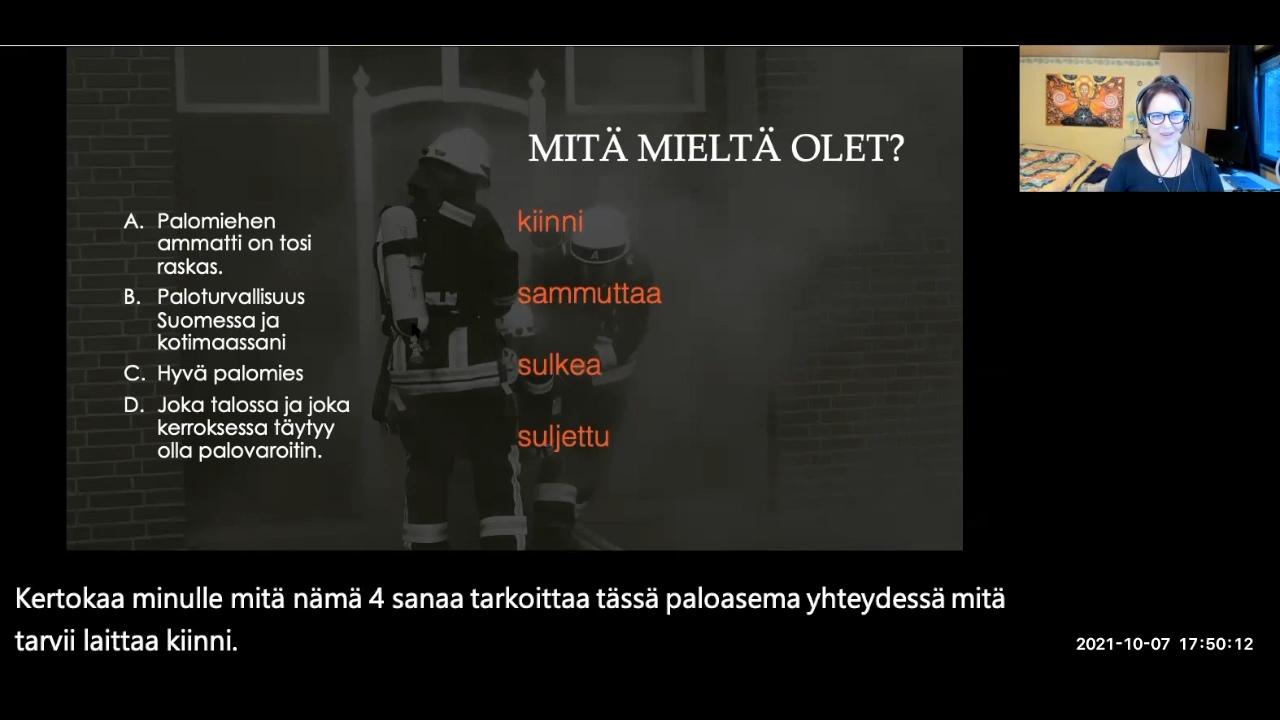 MITÄ MIELTÄ OLET?
A. Palomiehen
ammatti on tosi
raskas.
B. Paloturvallisuus
Suomessa ja
kotimaassani
C. Hyvä palomies
D. Joka talossa ja joka
kerroksessa täytyy
olla palovaroitin.
kiinni
sammuttaa
sulkea
suljettu
Kertokaa minulle mitä nämä 4 sanaa tarkoittaa tässä paloasema yhteydessä mitä
tarvii laittaa kiinni.
2021-10-07 17:50:12